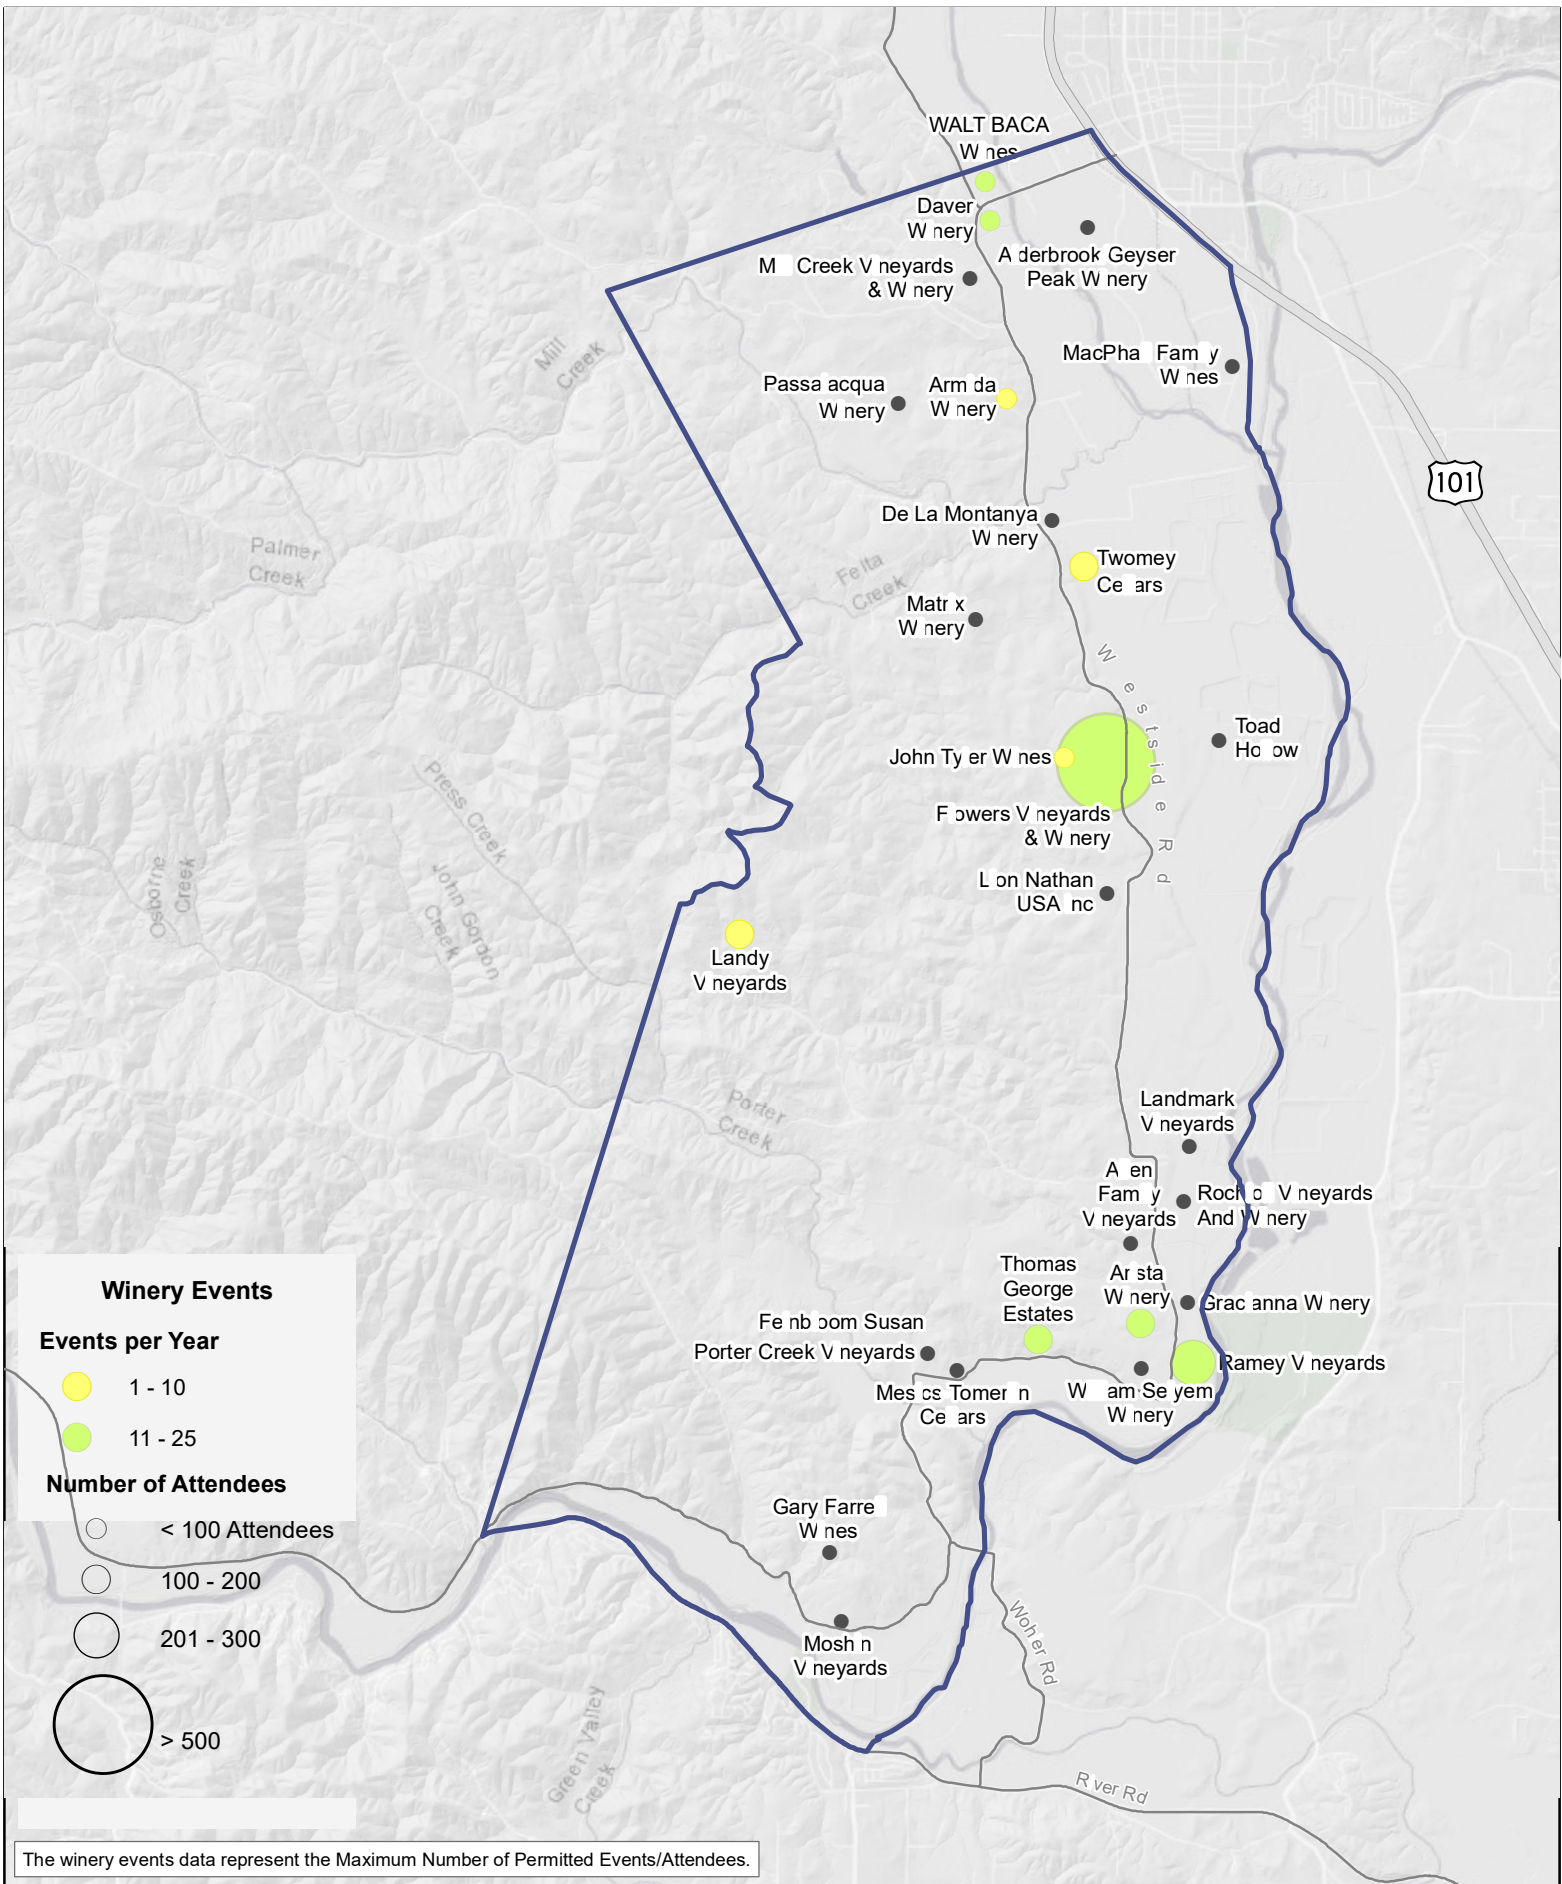 WALT BACA
W nes
Daver
W nery
A derbrook Geyser
Peak W nery
M Creek V neyards
& W nery
MacPha Fam y
W nes
Passa acqua
W nery
Arm da
W nery
Mill
Creek
101
De La Montanya
W nery
Twomey
Ce ars
Palmer
Creek
Felta
Creek
Matr x
W nery
Westside Rd
Toad
Ho ow
John Ty er W nes
F owers V neyards
& W nery
Press Creek
John Gordon
Creek
Osborne
Creek
L on Nathan
USA nc
Landy
V neyards
Porter
Creek
Landmark
V neyards
A en
Fam y
V neyards
Roch o V neyards
And W nery
Thomas
George
Estates
Ar sta
W nery
Grac anna W nery
Fe nb oom Susan
Porter Creek V neyards
Ramey V neyards
Mes cs Tomer n
Ce ars
W am Se yem
W nery
Gary Farre
W nes
Mosh n
V neyards
Woh er Rd
R ver Rd
Green Valley
Creek
Winery Events
Events per Year
1 - 10
11 - 25
Number of Attendees
< 100 Attendees
100 - 200
201 - 300
> 500
The winery events data represent the Maximum Number of Permitted Events/Attendees.